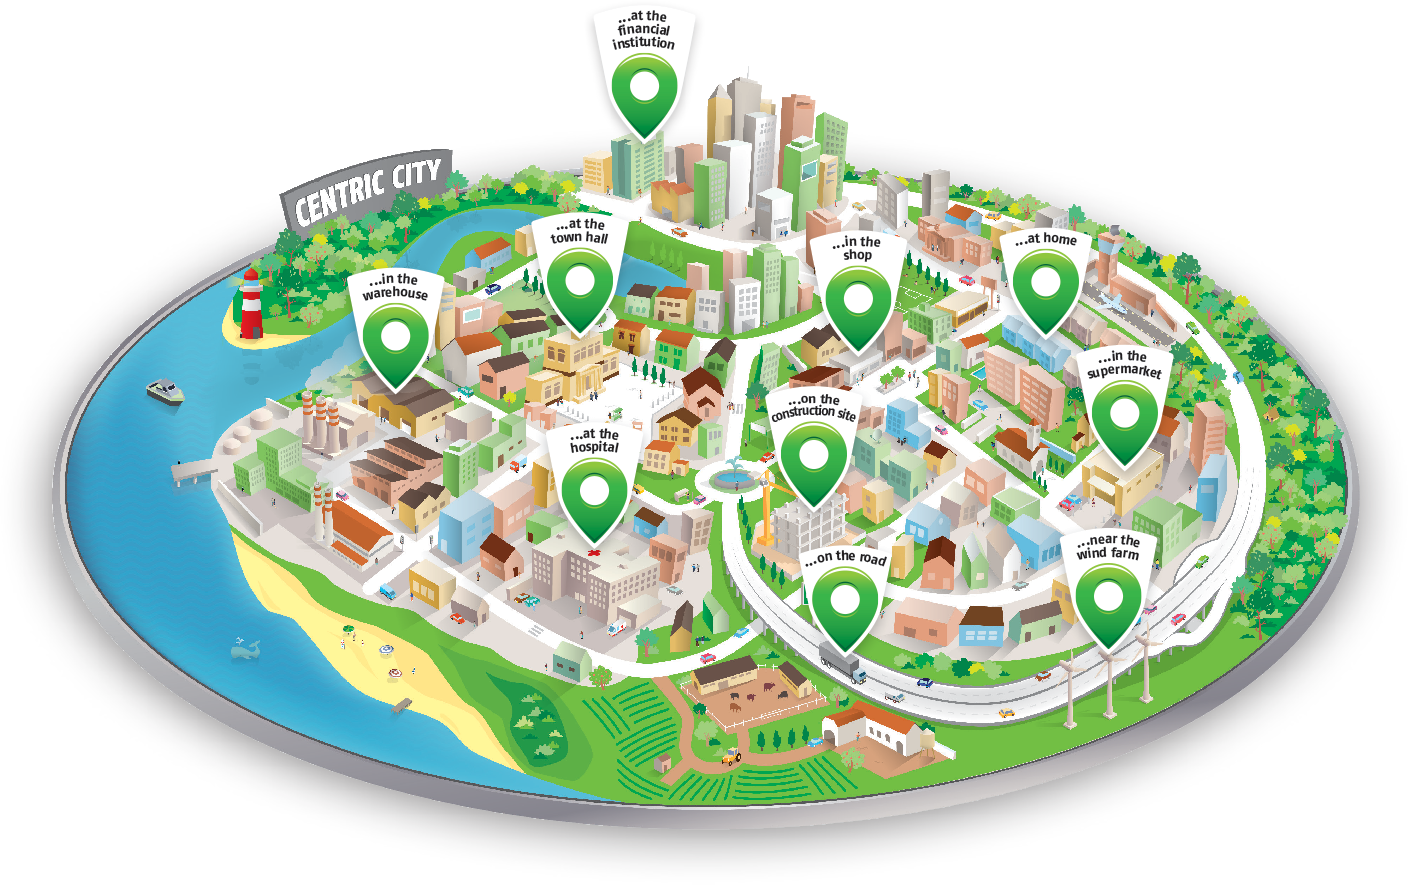 ...at the
financial
institution
CENTRIC CITY
...at the
town hall
...in the
shop
...at home
...in the
warehouse
...in the
supermarket
...on the
construction site
...at the
hospital
...on the road
...near the
wind farm